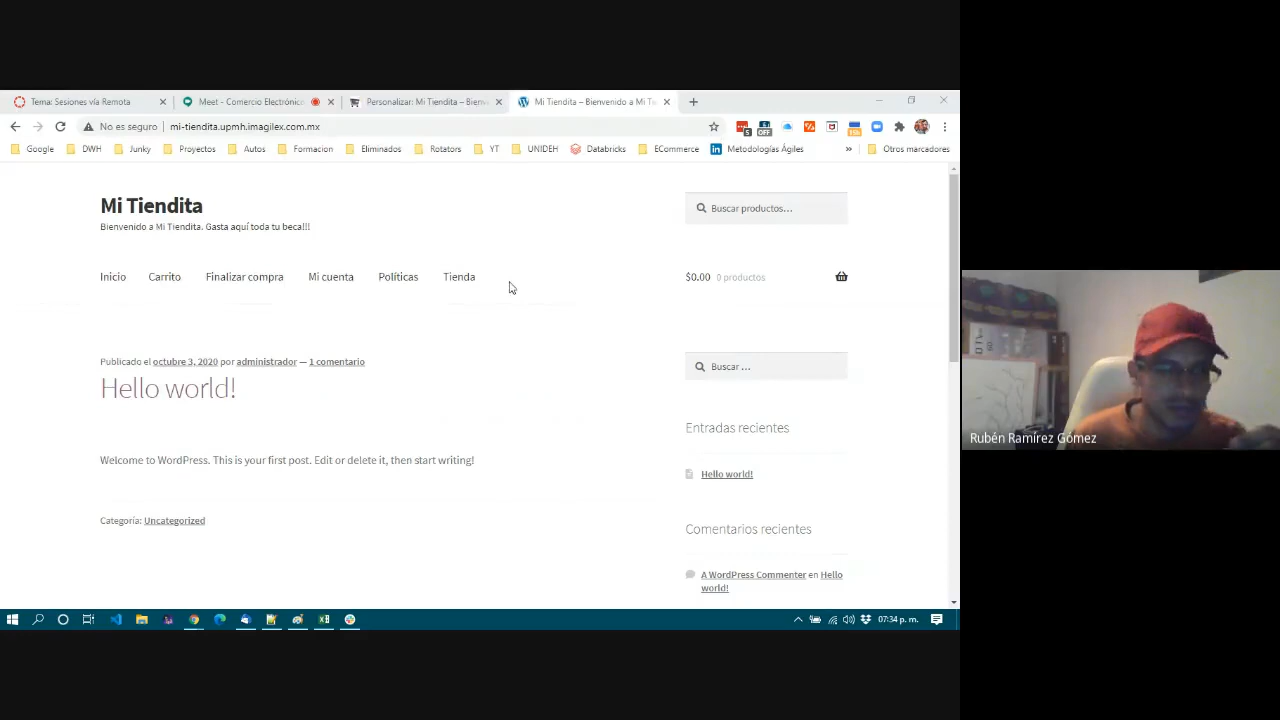 Tema: Sesiones vía Remota
Meet - Comercio Electrónico
Personalizar: Mi Tiendita – Bienv
Mi Tiendita – Bienvenido a Mi Ti
No es seguro
mi-tiendita.upmh.imagilex.com.mx
5
OFF
Google
DWH
Junky
Proyectos
Autos
Formacion
Eliminados
Rotators
YT
UNIDEH
Databricks
ECommerce
Metodologías Ágiles
»
Otros marcadores
Mi Tiendita
Bienvenido a Mi Tiendita. Gasta aquí toda tu beca!!!
Buscar productos...
Inicio
Carrito
Finalizar compra
Mi cuenta
Políticas
Tienda
$0.00 0 productos
Publicado el octubre 3, 2020 por administrador — 1 comentario
Hello world!
Buscar ...
Entradas recientes
Welcome to WordPress. This is your first post. Edit or delete it, then start writing!
Hello world!
Categoría: Uncategorized
Comentarios recientes
A WordPress Commenter en Hello
world!
07:34 p. m.
Rubén Ramírez Gómez